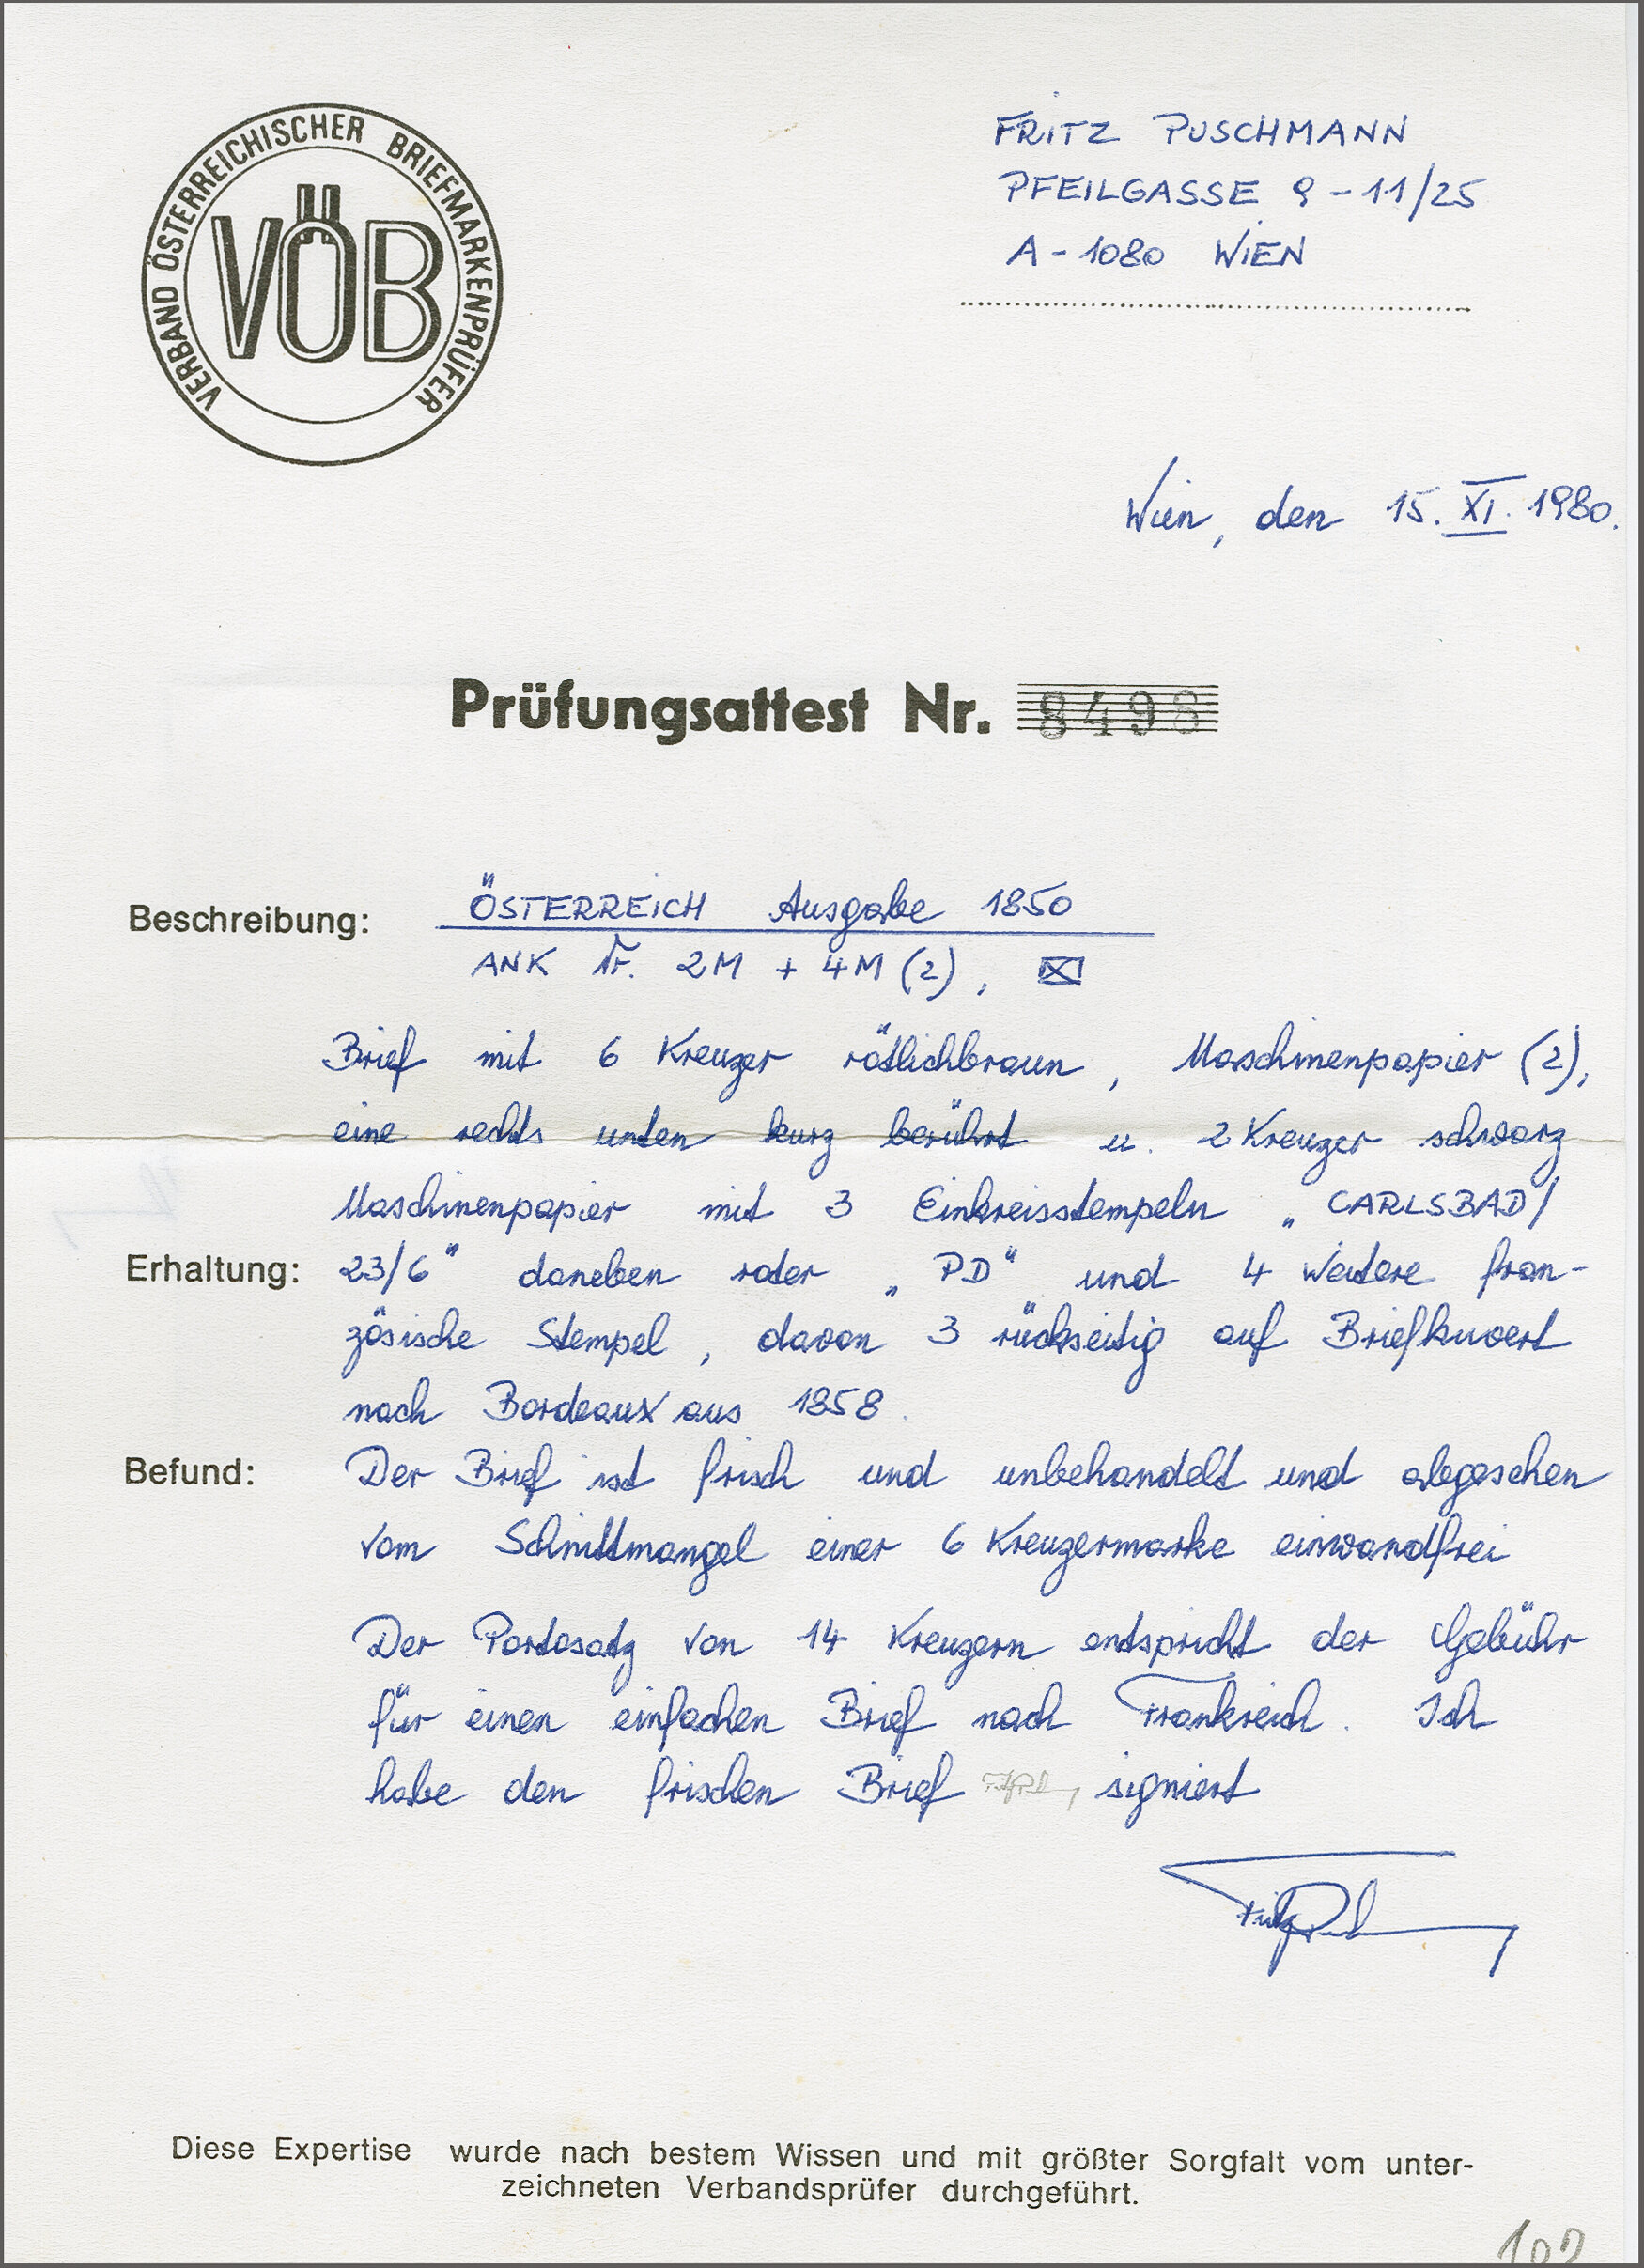 VERBAND ÖSTERREICHISCHER BRIEFMARKENPRÜFER
VÖB
FRITZ PUSCHMANN
PFEILGASSE 9-11/25
A-1080 WIEN
Wien, den 15. XI. 1980.
Prüfungsattest Nr. 8498
Beschreibung: ÖSTERREICH Ausgabe 1850
ANK Nr. 2M + 4M (2),
Brief mit 6 Kreuzer rötlichbraun, Maschinenpapier (2),
eine rechts unten kurz berührt u. 2 Kreuzer schwarz
Maschinenpapier mit 3 Einkreisstempeln „CARLSBAD/
Erhaltung: 23/6" daneben roter „PD" und 4 weitere fran-
zösische Stempel, davon 3 rückseitig auf Briefkuvert
nach Bordeaux aus 1858.
Befund: Der Brief ist frisch und unbehandelt und abgesehen
vom Schnittmangel einer 6 Kreuzermarke einwandfrei
Der Portosatz von 14 Kreuzern entspricht der Gebühr
für einen einfachen Brief nach Frankreich. Ich
habe den frischen Brief signiert
Diese Expertise wurde nach bestem Wissen und mit größter Sorgfalt vom unter-
zeichneten Verbandsprüfer durchgeführt.
102